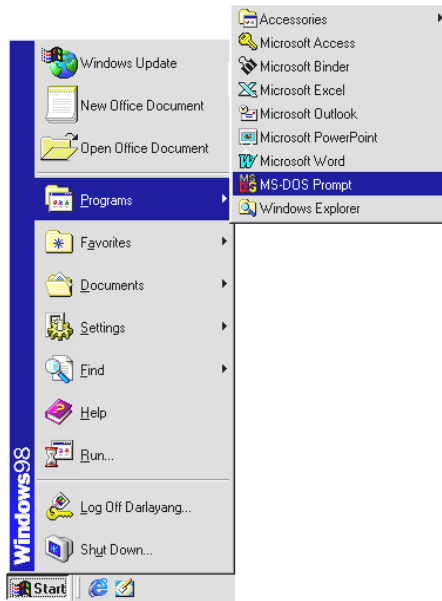 Accessories
Microsoft Access
Microsoft Binder
Microsoft Excel
Microsoft Outlook
Microsoft PowerPoint
Microsoft Word
MS-DOS Prompt
Windows Explorer
Windows Update
New Office Document
Open Office Document
Programs
Favorites
Documents
Settings
Find
Help
Run...
Log Off Darlayang...
Shut Down...
Windows98
Start